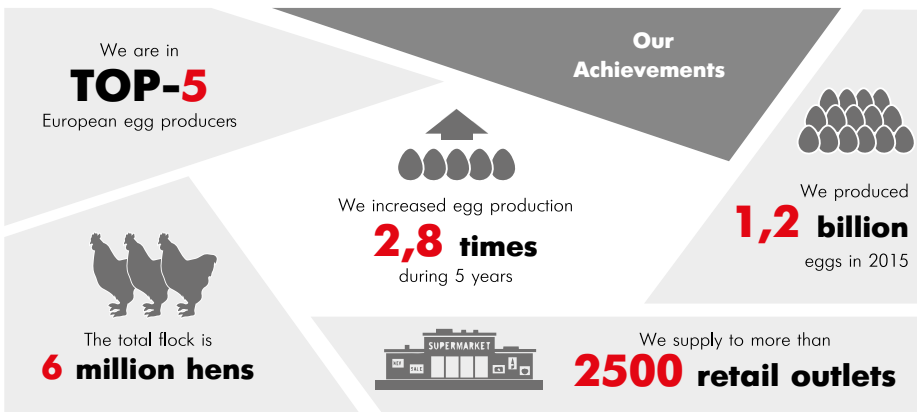 We are in
TOP-5
European egg producers
Our
Achievements
We increased egg production
2,8 times
during 5 years
We produced
1,2 billion
eggs in 2015
The total flock is
6 million hens
SUPERMARKET
NEW
SALE
We supply to more than
2500 retail outlets